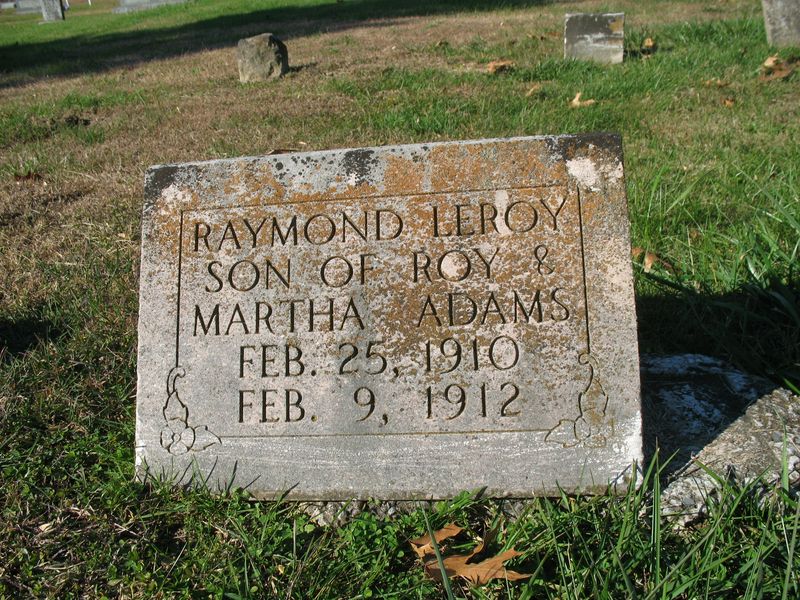 RAYMOND LEROY
SON OF ROY &
MARTHA ADAMS
FEB. 25, 1910
FEB. 9, 1912